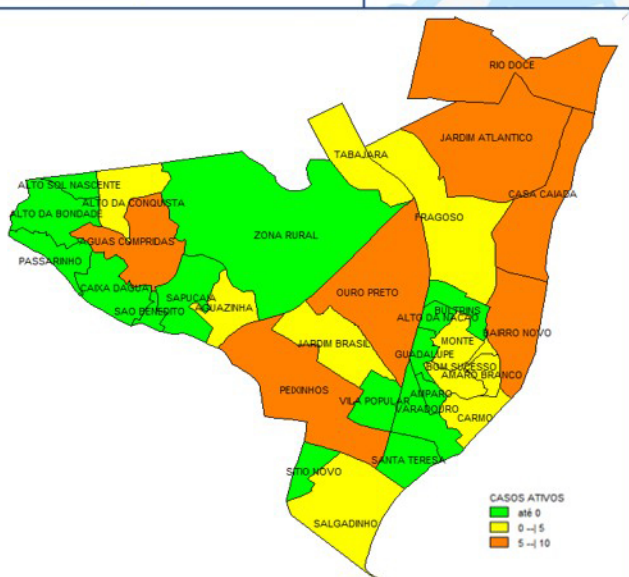 RIO DOCE
JARDIM ATLANTICO
TABAJARA
ALTO SOL NASCENTE
CASA CAIADA
ALTO DA CONQUISTA
ALTO DA BONDADE
FRAGOSO
ZONA RURAL
AGUAS COMPRIDAS
PASSARINHO
CAIXA DAGUA
OURO PRETO
SAPUCAIA
AGUAZINHA
SAO BENEDITO
BULTRINS
ALTO DA NACAO
BAIRRO NOVO
MONTE
JARDIM BRASIL
GUADALUPE
BOM SUCESSO
AMARO BRANCO
PEIXINHOS
AMPARO
VILA POPULAR
VARADOURO
CARMO
SANTA TERESA
SITIO NOVO
SALGADINHO
CASOS ATIVOS
até 0
0 --| 5
5 --| 10